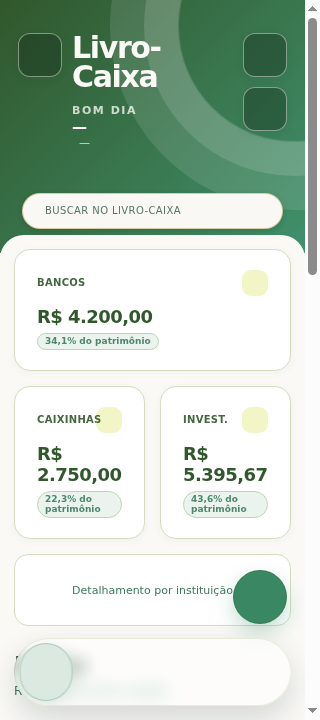 Livro-
Caixa
BOM DIA
—
—
BUSCAR NO LIVRO-CAIXA
BANCOS
R$ 4.200,00
34,1% do patrimônio
CAIXINHAS
R$
2.750,00
22,3% do
patrimônio
INVEST.
R$
5.395,67
43,6% do
patrimônio
Detalhamento por instituição